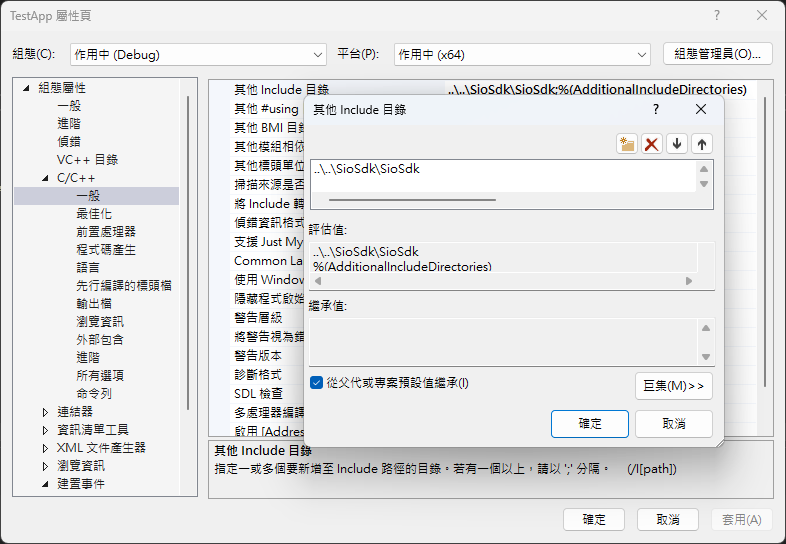 TestApp 屬性頁
組態(C): 作用中 (Debug) 平台(P): 作用中 (x64) 組態管理員(O)...
組態屬性
一般
進階
偵錯
VC++ 目錄
C/C++
一般
最佳化
前置處理器
程式碼產生
語言
先行編譯的標頭檔
輸出檔
瀏覽資訊
外部包含
進階
所有選項
命令列
連結器
資訊清單工具
XML 文件產生器
瀏覽資訊
建置事件
其他 Include 目錄 ..\..\SioSdk\SioSdk;%(AdditionalIncludeDirectories)
其他 #using
其他 BMI 目錄
其他模組相依
其他標頭單位
掃描來源是否
將 Include 轉
偵錯資訊格式
支援 Just My
Common La
使用 Window
隱藏程式啟始
警告層級
將警告視為錯
警告版本
診斷格式
SDL 檢查
多處理器編譯
啟用 [Addres
其他 Include 目錄
..\..\SioSdk\SioSdk
評估值:
..\..\SioSdk\SioSdk
%(AdditionalIncludeDirectories)
繼承值:
從父代或專案預設值繼承(I)
巨集(M)>>
確定 取消
其他 Include 目錄
指定一或多個要新增至 Include 路徑的目錄。若有一個以上，請以 ';' 分隔。 (/I[path])
確定 取消 套用(A)